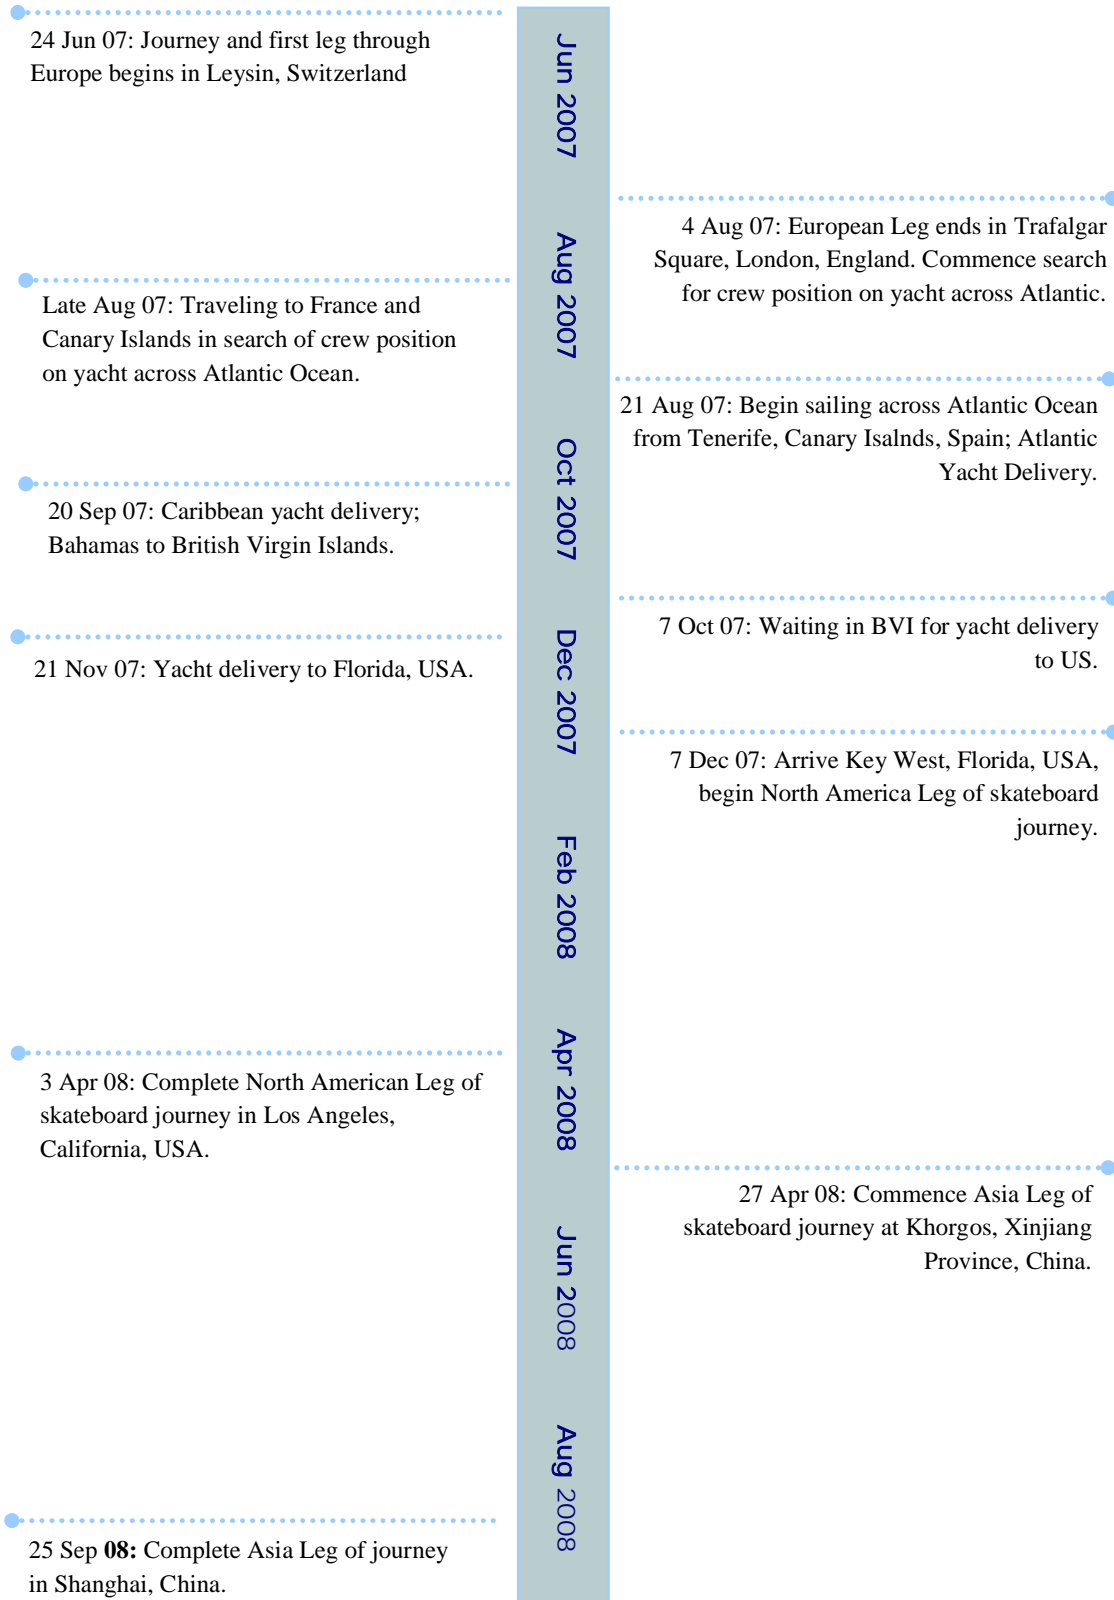 24 Jun 07: Journey and first leg through
Europe begins in Leysin, Switzerland
Jun 2007
4 Aug 07: European Leg ends in Trafalgar
Square, London, England. Commence search
for crew position on yacht across Atlantic.
Aug 2007
Late Aug 07: Traveling to France and
Canary Islands in search of crew position
on yacht across Atlantic Ocean.
21 Aug 07: Begin sailing across Atlantic Ocean
from Tenerife, Canary Isalnds, Spain; Atlantic
Yacht Delivery.
Oct 2007
20 Sep 07: Caribbean yacht delivery;
Bahamas to British Virgin Islands.
7 Oct 07: Waiting in BVI for yacht delivery
to US.
21 Nov 07: Yacht delivery to Florida, USA.
Dec 2007
7 Dec 07: Arrive Key West, Florida, USA,
begin North America Leg of skateboard
journey.
Feb 2008
Apr 2008
3 Apr 08: Complete North American Leg of
skateboard journey in Los Angeles,
California, USA.
27 Apr 08: Commence Asia Leg of
skateboard journey at Khorgos, Xinjiang
Province, China.
Jun 2008
Aug 2008
25 Sep 08: Complete Asia Leg of journey
in Shanghai, China.